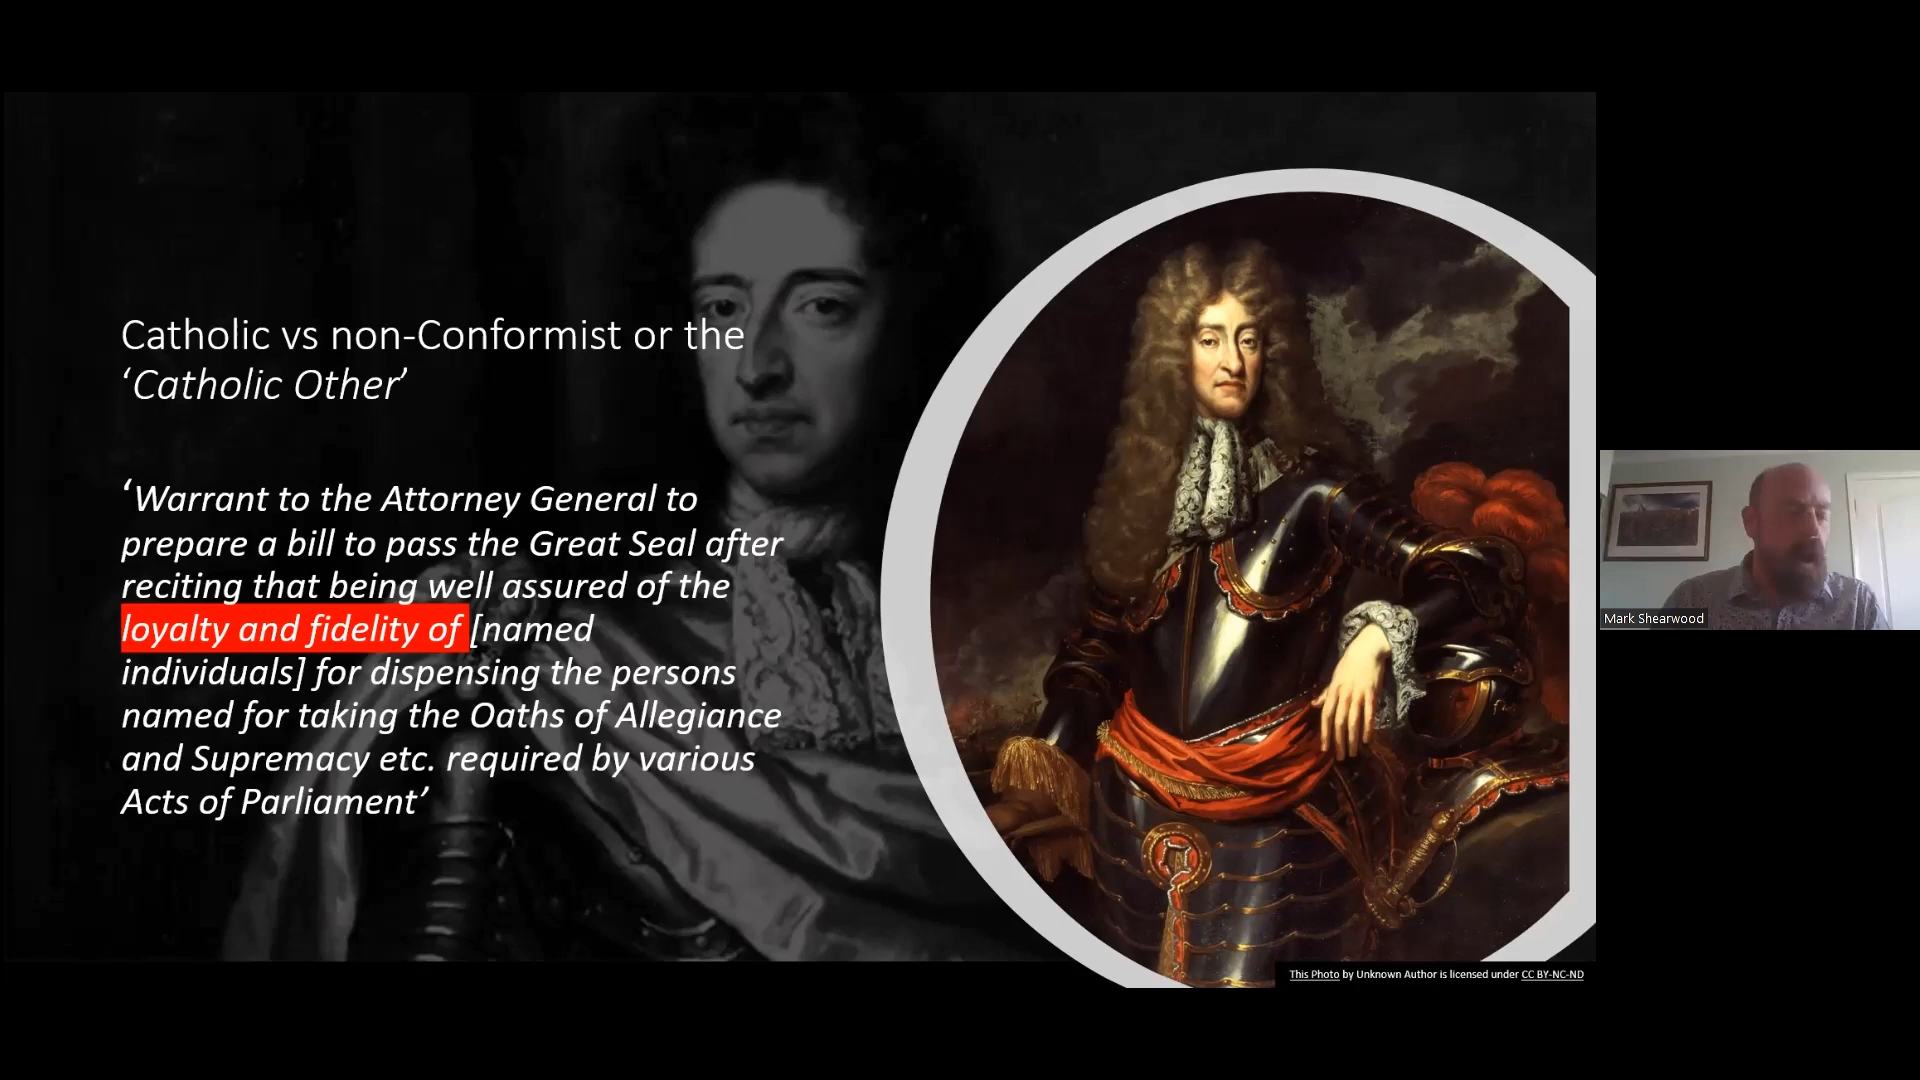 Catholic vs non-Conformist or the
‘Catholic Other’
‘Warrant to the Attorney General to
prepare a bill to pass the Great Seal after
reciting that being well assured of the
loyalty and fidelity of [named
individuals] for dispensing the persons
named for taking the Oaths of Allegiance
and Supremacy etc. required by various
Acts of Parliament’
This Photo by Unknown Author is licensed under CC BY-NC-ND
Mark Shearwood